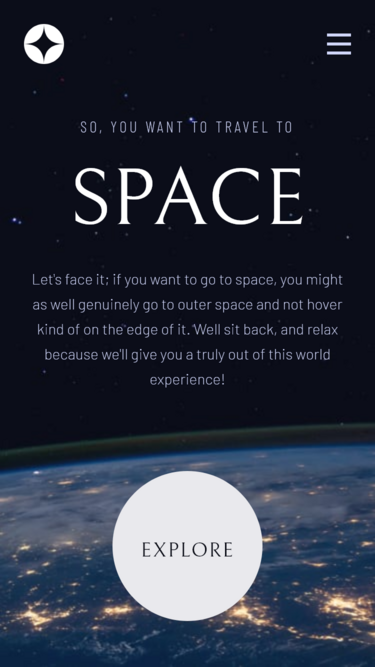 SO, YOU WANT TO TRAVEL TO
SPACE
Let's face it; if you want to go to space, you might
as well genuinely go to outer space and not hover
kind of on the edge of it. Well sit back, and relax
because we'll give you a truly out of this world
experience!
EXPLORE